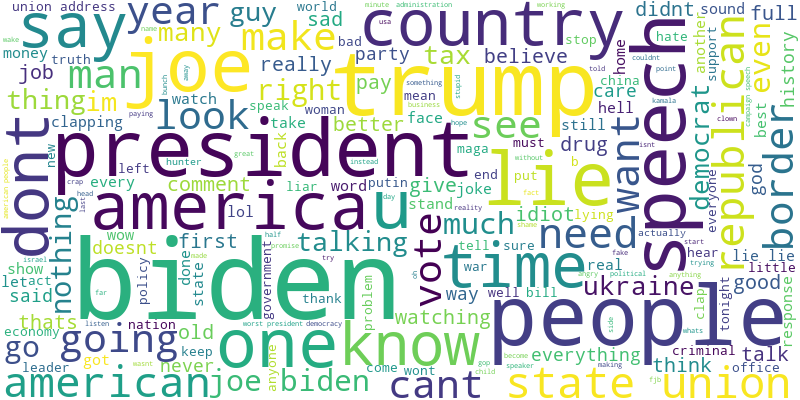 union address
year
guy
world
minute administration
working
didnt
sound
full
say
joe
many
make
sad
usa
country
stop
hate
another
wake
money
truth
name
really
bad
party
tax
believe
home
support
even
history
job
man
right
pay
trump
told
couldnt
point
thing
im
watch
speak
woman
mean
something
stupid
china
care
kamala
republican
paying
bunch
away
look
face
business
hell
isnt
democrat
campaign speech
clown
best
dont
clapping
take
better
see
hope
still
drug
want
speech
everyone
border
president
back
maga
must
new
left
hunter
great
instead
without
b
god
american people
crap
every
comment
word
putin
end
lie
put
fact
head
last
america
liar
day
u
give
joke
idiot
lying
shame
need
actually
start
lol
stand
reality
much
wow
first
talking
vote
tell
sure
real
fake
hear
trying
lie lie
nothing
doesnt
israel
show
policy
done
state
made
half
promise
time
war
ukraine
anything
little
letact
far
biden
government
try
way
well
bill
angry
political
clap
tonight
good
response
said
thank
problem
people
thats
listen
nation
old
one
know
watching
side
whats
economy
go
going
never
keep
worst president
democracy
everything
criminal
talk
leader
got
wasnt
anyone
come
wont
gop
become
speaker
making
think
office
american
joe biden
child
cant
state union
fjb